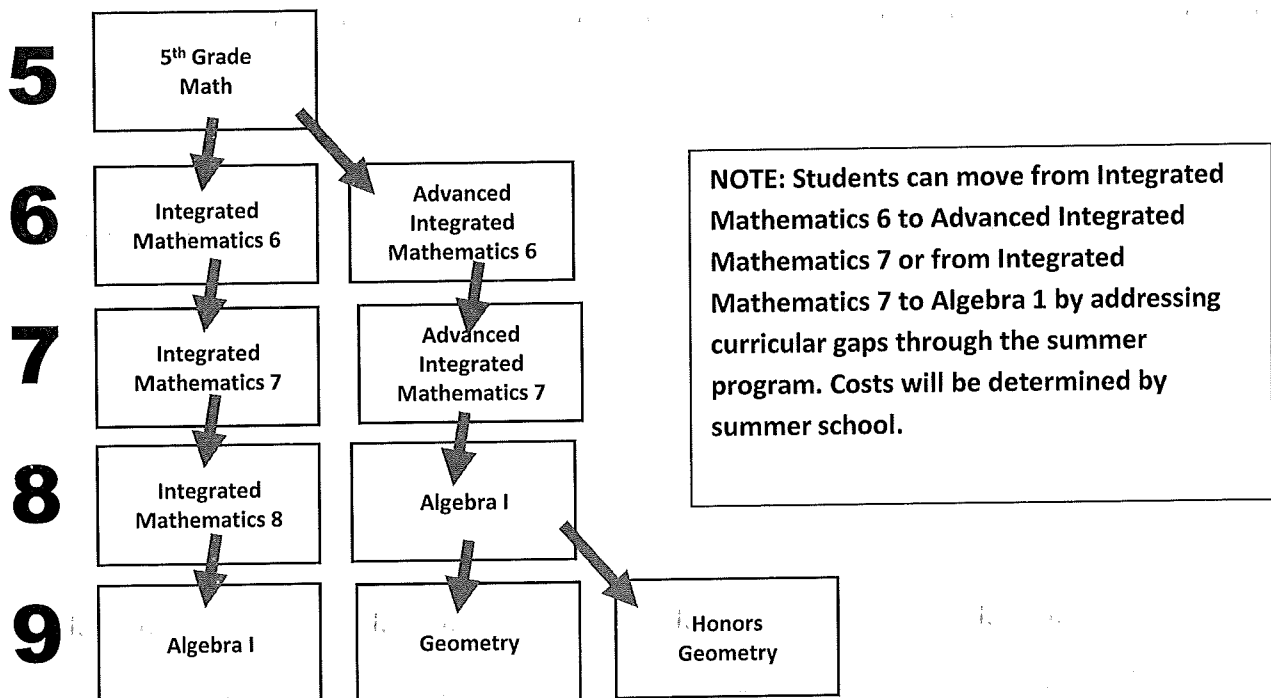 5
5th Grade
Math
6
Integrated
Mathematics 6
Advanced
Integrated
Mathematics 6
NOTE: Students can move from Integrated
Mathematics 6 to Advanced Integrated
Mathematics 7 or from Integrated
Mathematics 7 to Algebra 1 by addressing
curricular gaps through the summer
program. Costs will be determined by
summer school.
7
Integrated
Mathematics 7
Advanced
Integrated
Mathematics 7
8
Integrated
Mathematics 8
Algebra I
9
Algebra I
Geometry
Honors
Geometry